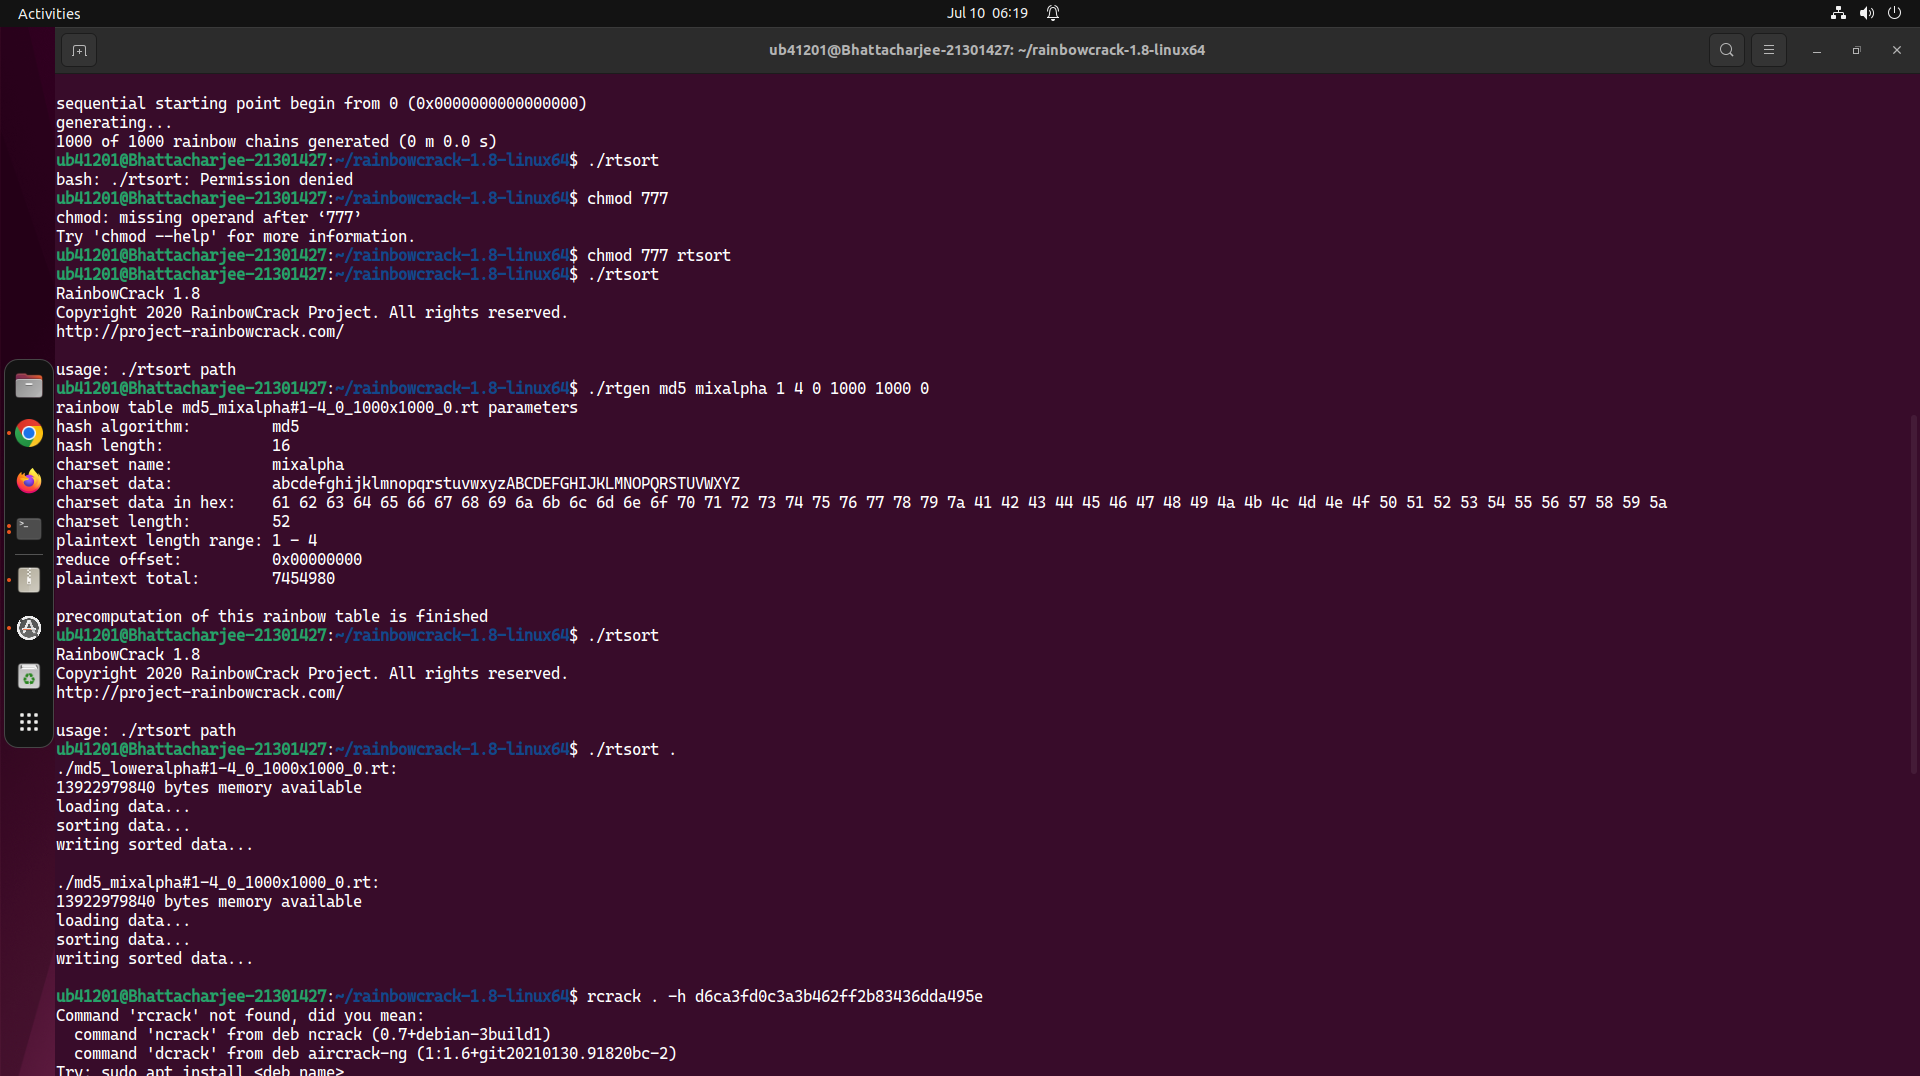 Activities
Jul 10 06:19
ub41201@Bhattacharjee-21301427: ~/rainbowcrack-1.8-linux64
sequential starting point begin from 0 (0x0000000000000000)
generating...
1000 of 1000 rainbow chains generated (0 m 0.0 s)
ub41201@Bhattacharjee-21301427:~/rainbowcrack-1.8-linux64$ ./rtsort
bash: ./rtsort: Permission denied
ub41201@Bhattacharjee-21301427:~/rainbowcrack-1.8-linux64$ chmod 777
chmod: missing operand after ‘777’
Try 'chmod --help' for more information.
ub41201@Bhattacharjee-21301427:~/rainbowcrack-1.8-linux64$ chmod 777 rtsort
ub41201@Bhattacharjee-21301427:~/rainbowcrack-1.8-linux64$ ./rtsort
RainbowCrack 1.8
Copyright 2020 RainbowCrack Project. All rights reserved.
http://project-rainbowcrack.com/
usage: ./rtsort path
ub41201@Bhattacharjee-21301427:~/rainbowcrack-1.8-linux64$ ./rtgen md5 mixalpha 1 4 0 1000 1000 0
rainbow table md5_mixalpha#1-4_0_1000x1000_0.rt parameters
hash algorithm: md5
hash length: 16
charset name: mixalpha
charset data: abcdefghijklmnopqrstuvwxyzABCDEFGHIJKLMNOPQRSTUVWXYZ
charset data in hex: 61 62 63 64 65 66 67 68 69 6a 6b 6c 6d 6e 6f 70 71 72 73 74 75 76 77 78 79 7a 41 42 43 44 45 46 47 48 49 4a 4b 4c 4d 4e 4f 50 51 52 53 54 55 56 57 58 59 5a
charset length: 52
plaintext length range: 1 - 4
reduce offset: 0x00000000
plaintext total: 7454980
precomputation of this rainbow table is finished
ub41201@Bhattacharjee-21301427:~/rainbowcrack-1.8-linux64$ ./rtsort
RainbowCrack 1.8
Copyright 2020 RainbowCrack Project. All rights reserved.
http://project-rainbowcrack.com/
usage: ./rtsort path
ub41201@Bhattacharjee-21301427:~/rainbowcrack-1.8-linux64$ ./rtsort .
./md5_loweralpha#1-4_0_1000x1000_0.rt:
13922979840 bytes memory available
loading data...
sorting data...
writing sorted data...
./md5_mixalpha#1-4_0_1000x1000_0.rt:
13922979840 bytes memory available
loading data...
sorting data...
writing sorted data...
ub41201@Bhattacharjee-21301427:~/rainbowcrack-1.8-linux64$ rcrack . -h d6ca3fd0c3a3b462ff2b83436dda495e
Command 'rcrack' not found, did you mean:
command 'ncrack' from deb ncrack (0.7+debian-3build1)
command 'dcrack' from deb aircrack-ng (1:1.6+git20210130.91820bc-2)
Try: sudo apt install <deb name>